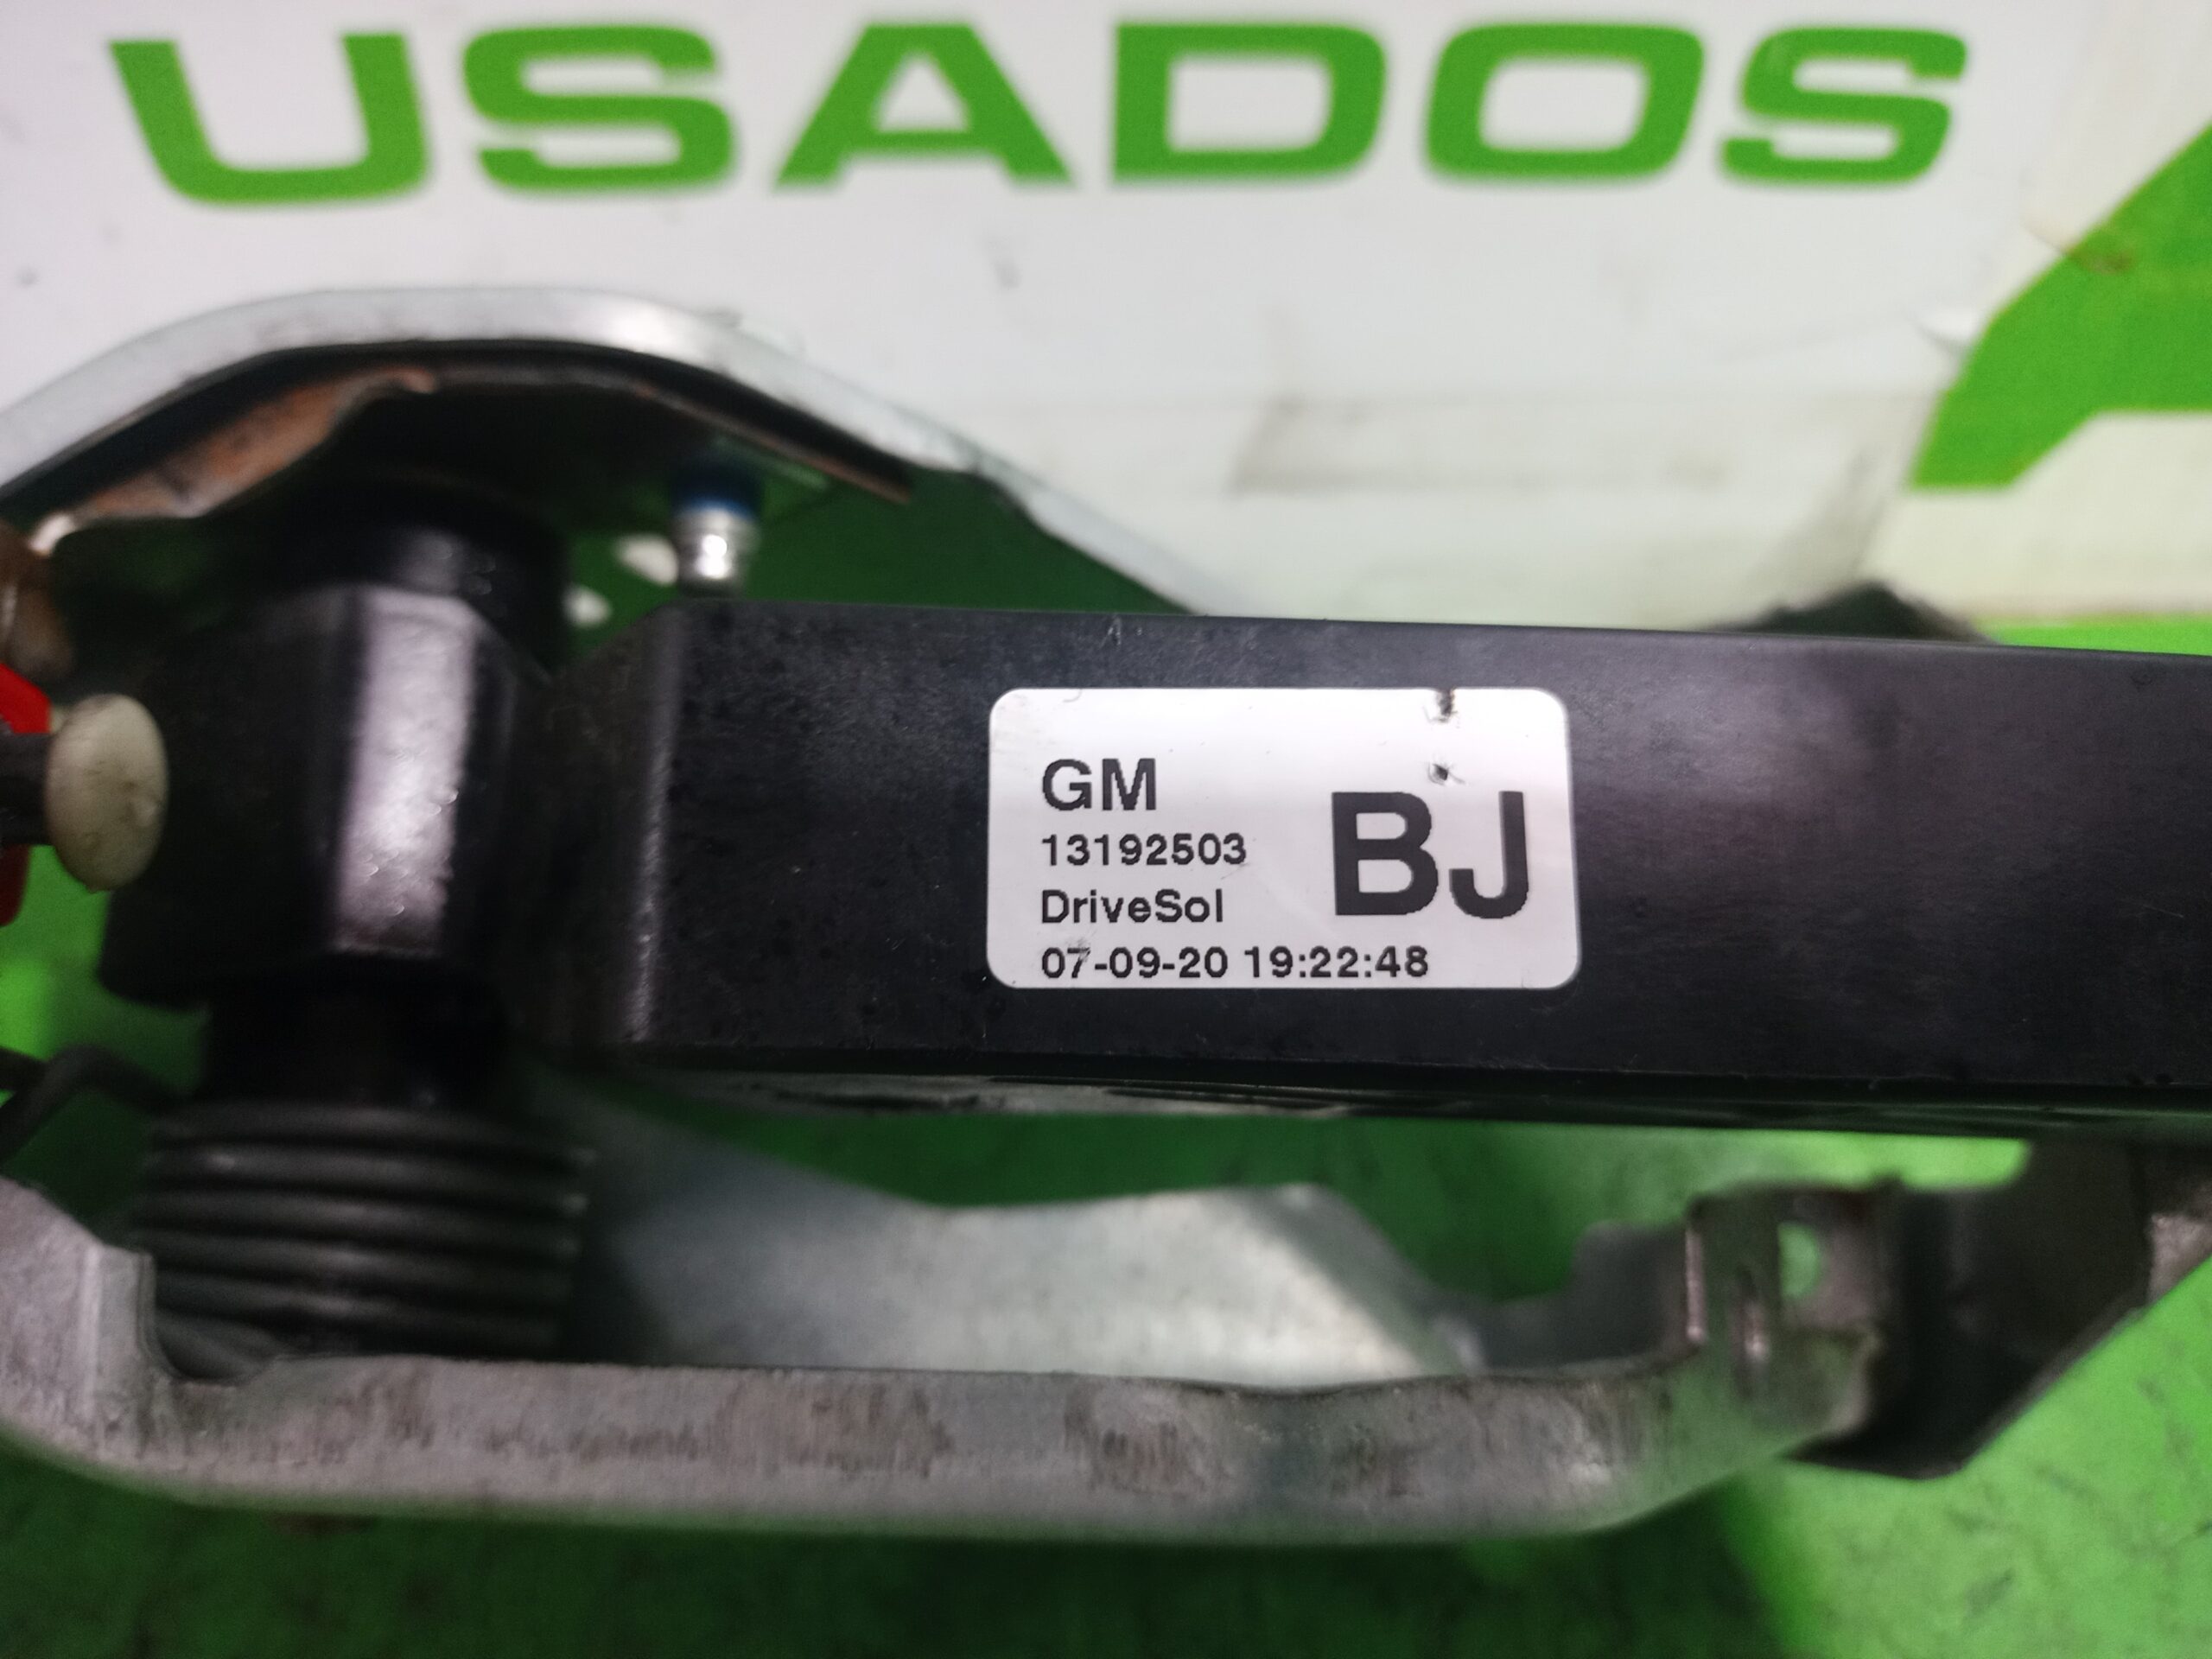 USADOS
GM
13192503
DriveSol
07-09-20 19:22:48
BJ